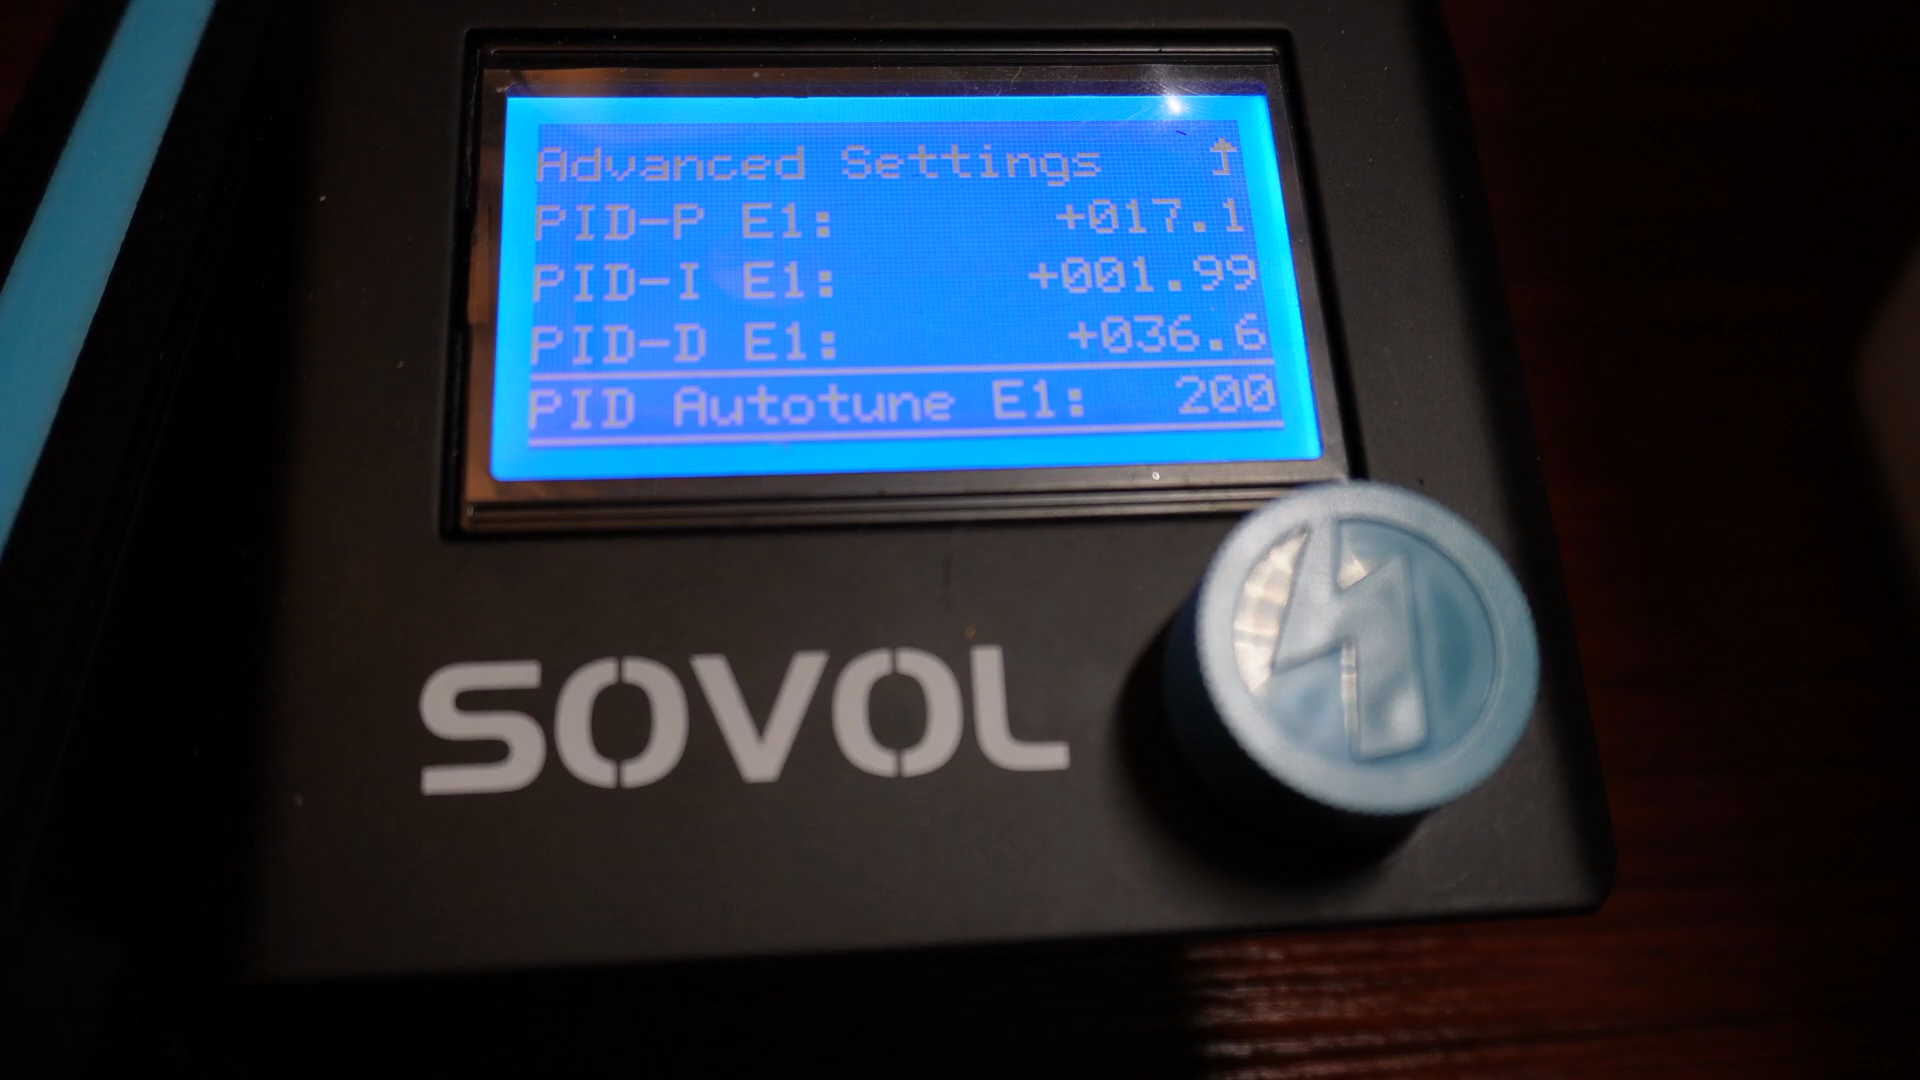 Advanced Settings
PID-P E1: +017.1
PID-I E1: +001.99
PID-D E1: +036.6
PID Autotune E1: 200
SOVOL